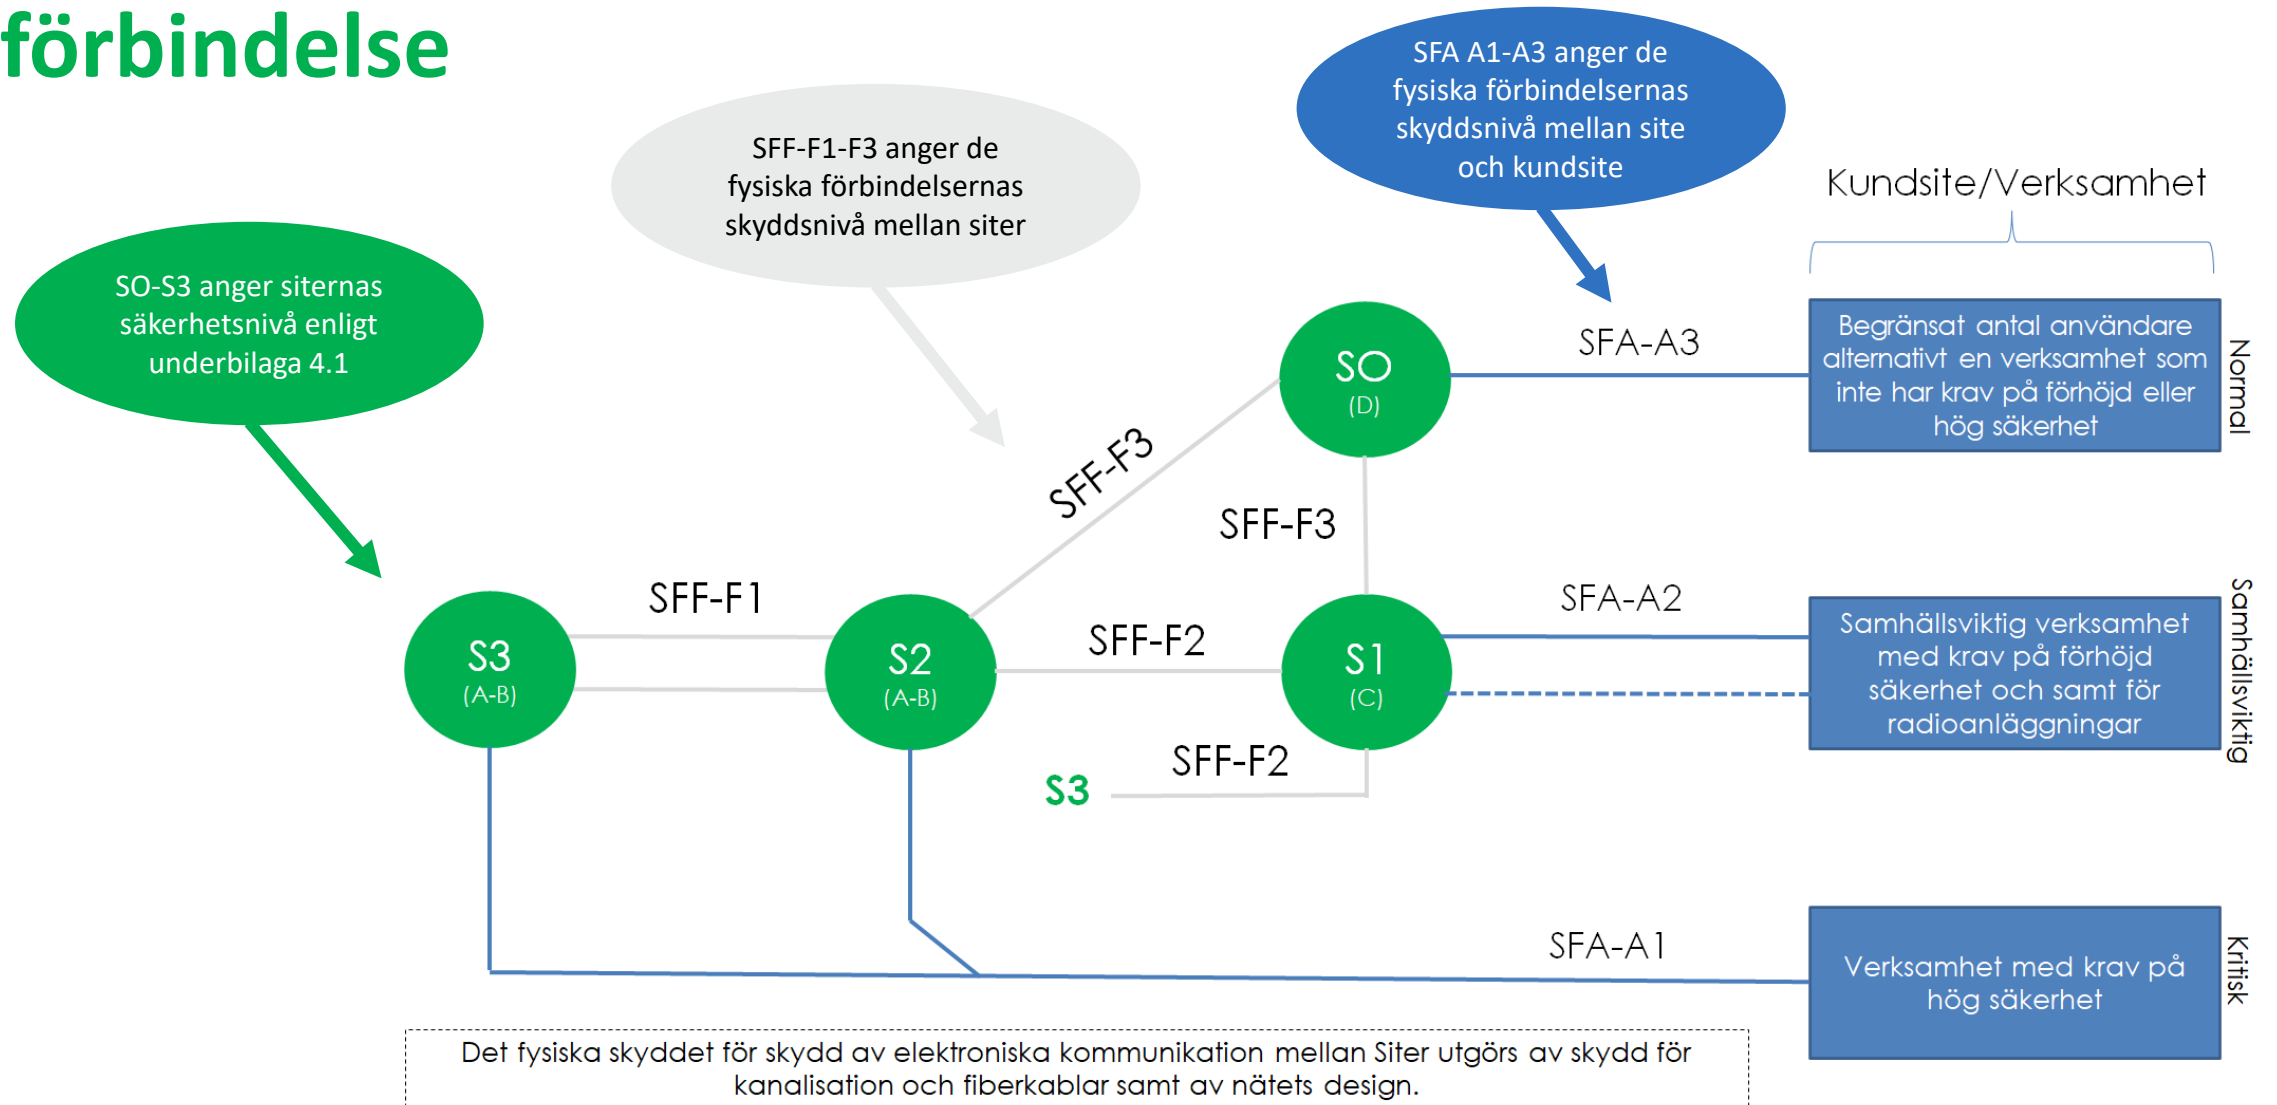 förbindelse
SFA A1-A3 anger de
fysiska förbindelsernas
skyddsnivå mellan site
och kundsite
SFF-F1-F3 anger de
fysiska förbindelsernas
skyddsnivå mellan siter
Kundsite/Verksamhet
SO-S3 anger siternas
säkerhetsnivå enligt
underbilaga 4.1
SO
(D)
SFA-A3
Begränsat antal användare
alternativt en verksamhet som
inte har krav på förhöjd eller
hög säkerhet
Normal
SFF-F3
SFF-F3
SFF-F1
SFF-F2
SFA-A2
S3
(A-B)
S2
(A-B)
S1
(C)
Samhällsviktig verksamhet
med krav på förhöjd
säkerhet och samt för
radioanläggningar
Samhällsviktig
SFF-F2
S3
SFA-A1
Verksamhet med krav på
hög säkerhet
Kritisk
Det fysiska skyddet för skydd av elektroniska kommunikation mellan Siter utgörs av skydd för
kanalisation och fiberkablar samt av nätets design.